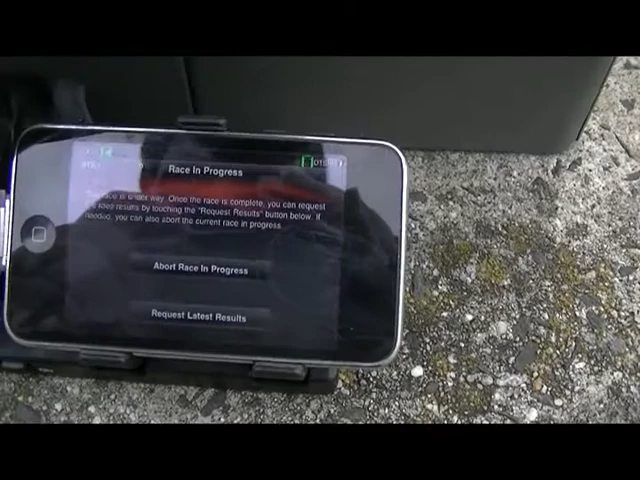 Race In Progress
race is under way. Once the race is complete, you can request
results by touching the "Request Results" button below. If
needed, you can also abort the current race in progress
Abort Race In Progress
Request Latest Results